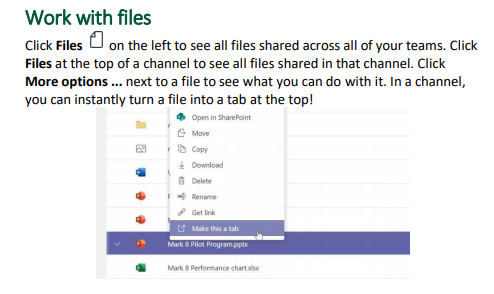 Work with files
Click Files on the left to see all files shared across all of your teams. Click
Files at the top of a channel to see all files shared in that channel. Click
More options ... next to a file to see what you can do with it. In a channel,
you can instantly turn a file into a tab at the top!
Open in SharePoint
Move
Copy
Download
Delete
Rename
Get link
Make this a tab
Mark 8 Pilot Program.pptx
Mark 8 Performance chart.xlsx